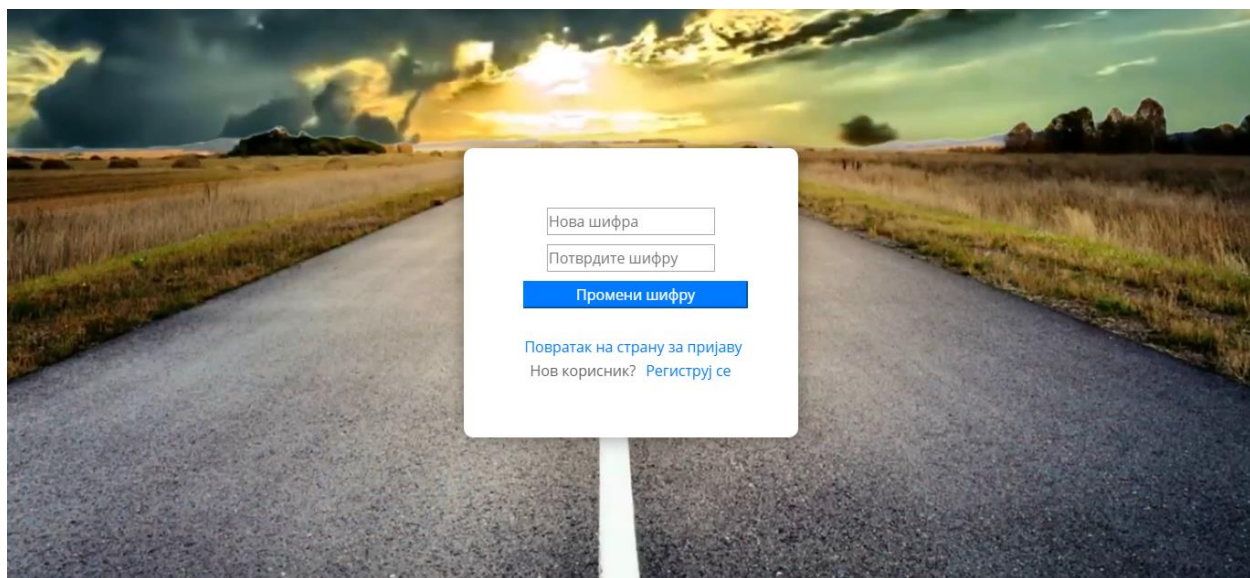 Нова шифра
Потврдите шифру
Промени шифру
Повратак на страну за пријаву
Нов корисник? Региструј се